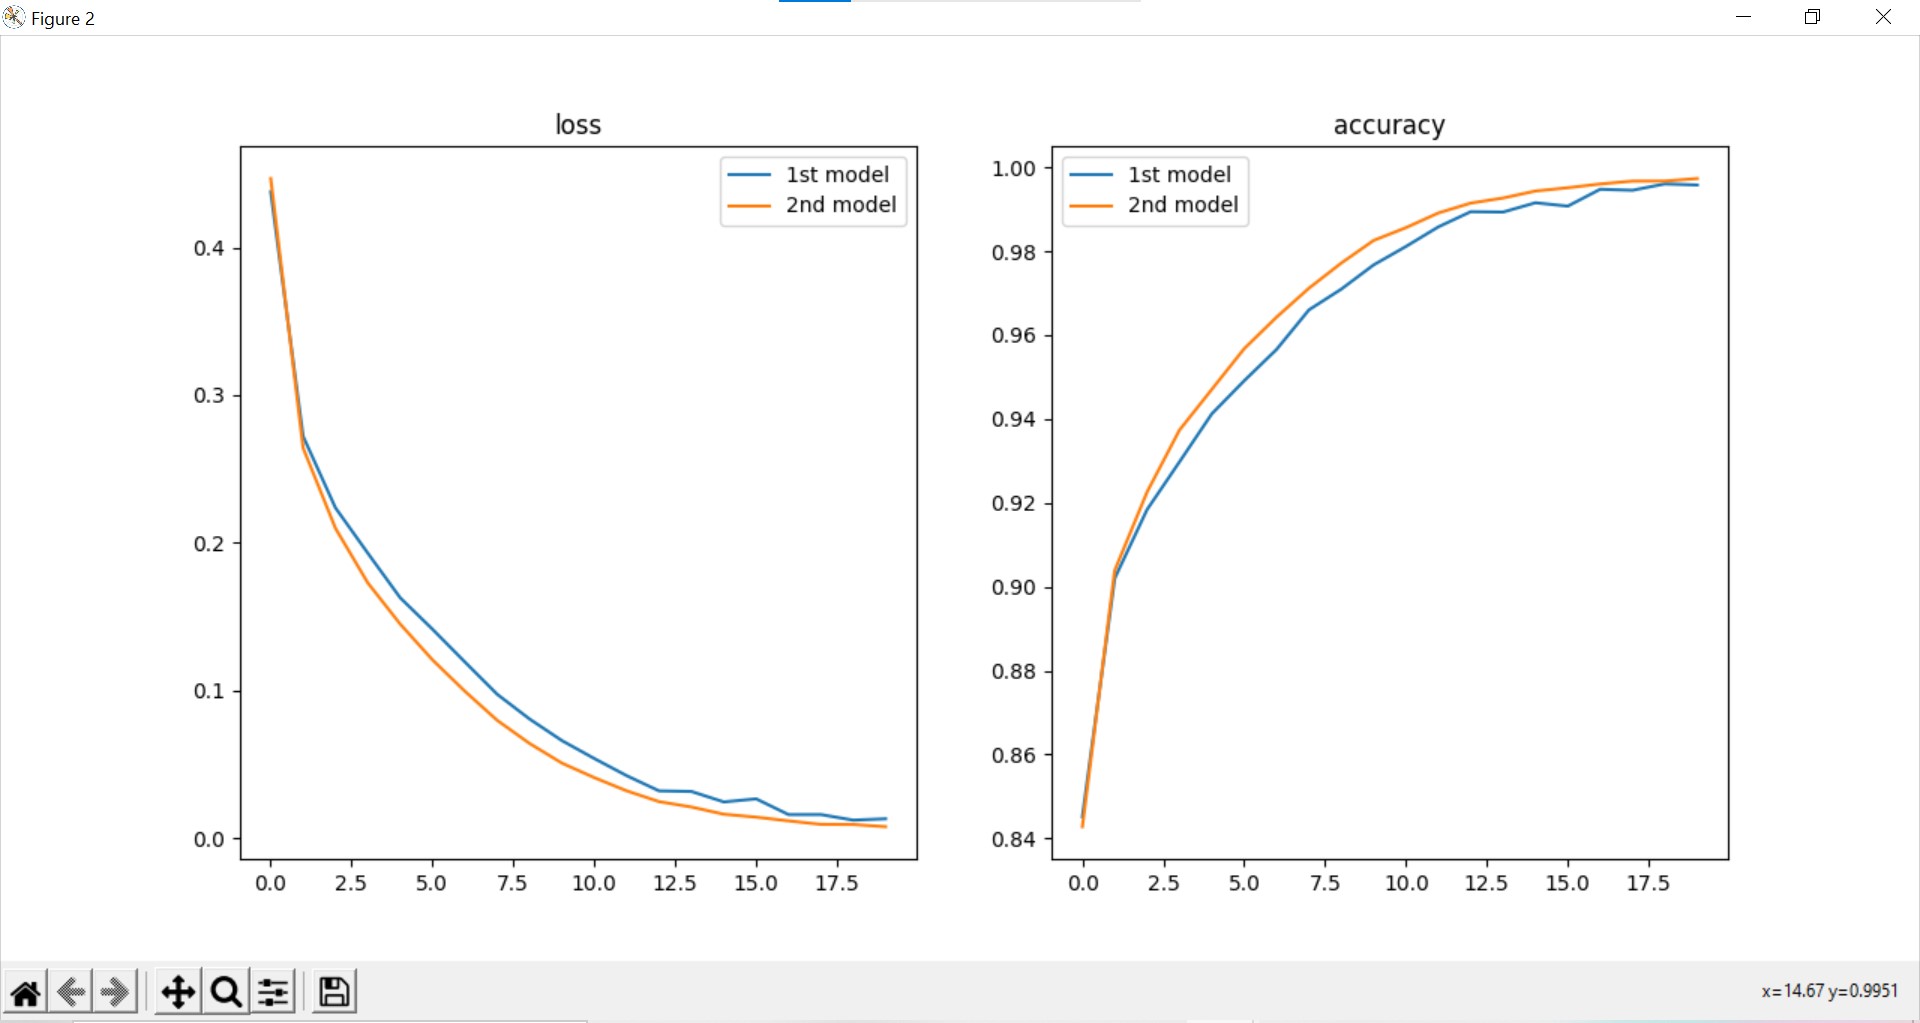 Figure 2
loss
1st model
2nd model
0.4
0.3
0.2
0.1
0.0
0.0 2.5 5.0 7.5 10.0 12.5 15.0 17.5
accuracy
1st model
2nd model
1.00
0.98
0.96
0.94
0.92
0.90
0.88
0.86
0.84
0.0 2.5 5.0 7.5 10.0 12.5 15.0 17.5
x=14.67 y=0.9951